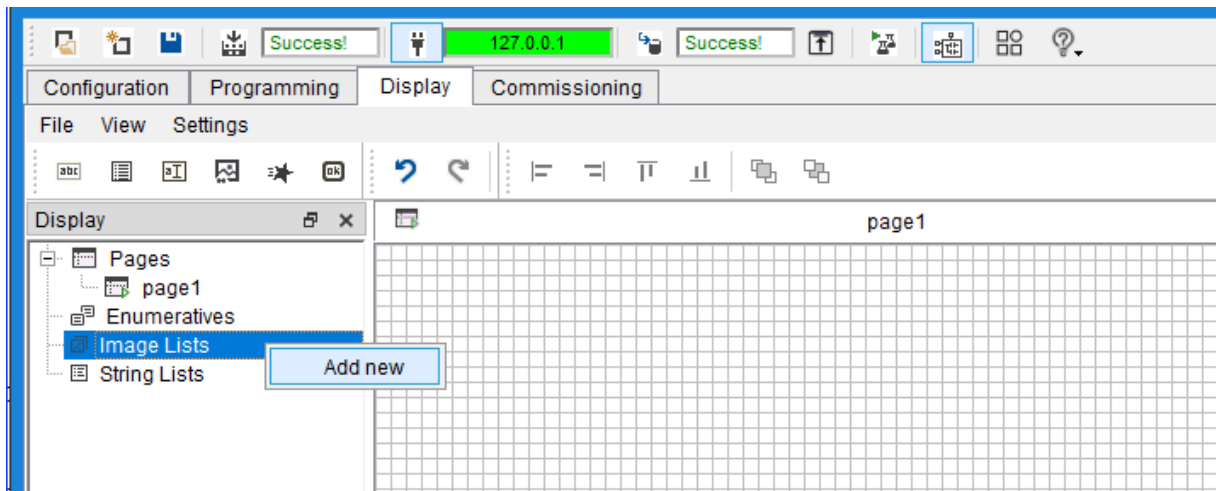 Success! 127.0.0.1 Success!
Configuration Programming Display Commissioning
File View Settings
abc a ok
Display page1
Pages
page1
Enumeratives
Image Lists
Add new
String Lists